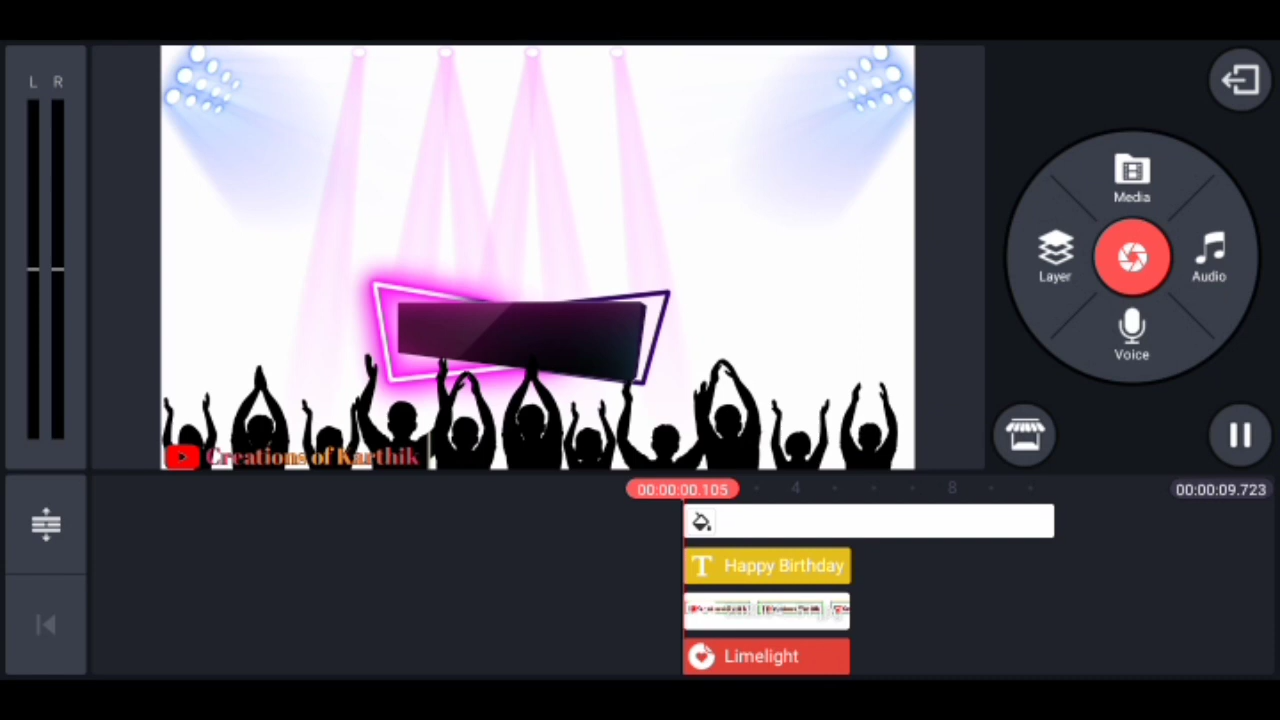 L R
Media
Layer
Audio
Voice
Creations of Karthik
00:00:00.105
4
8
00:00:09.723
T Happy Birthday
Limelight